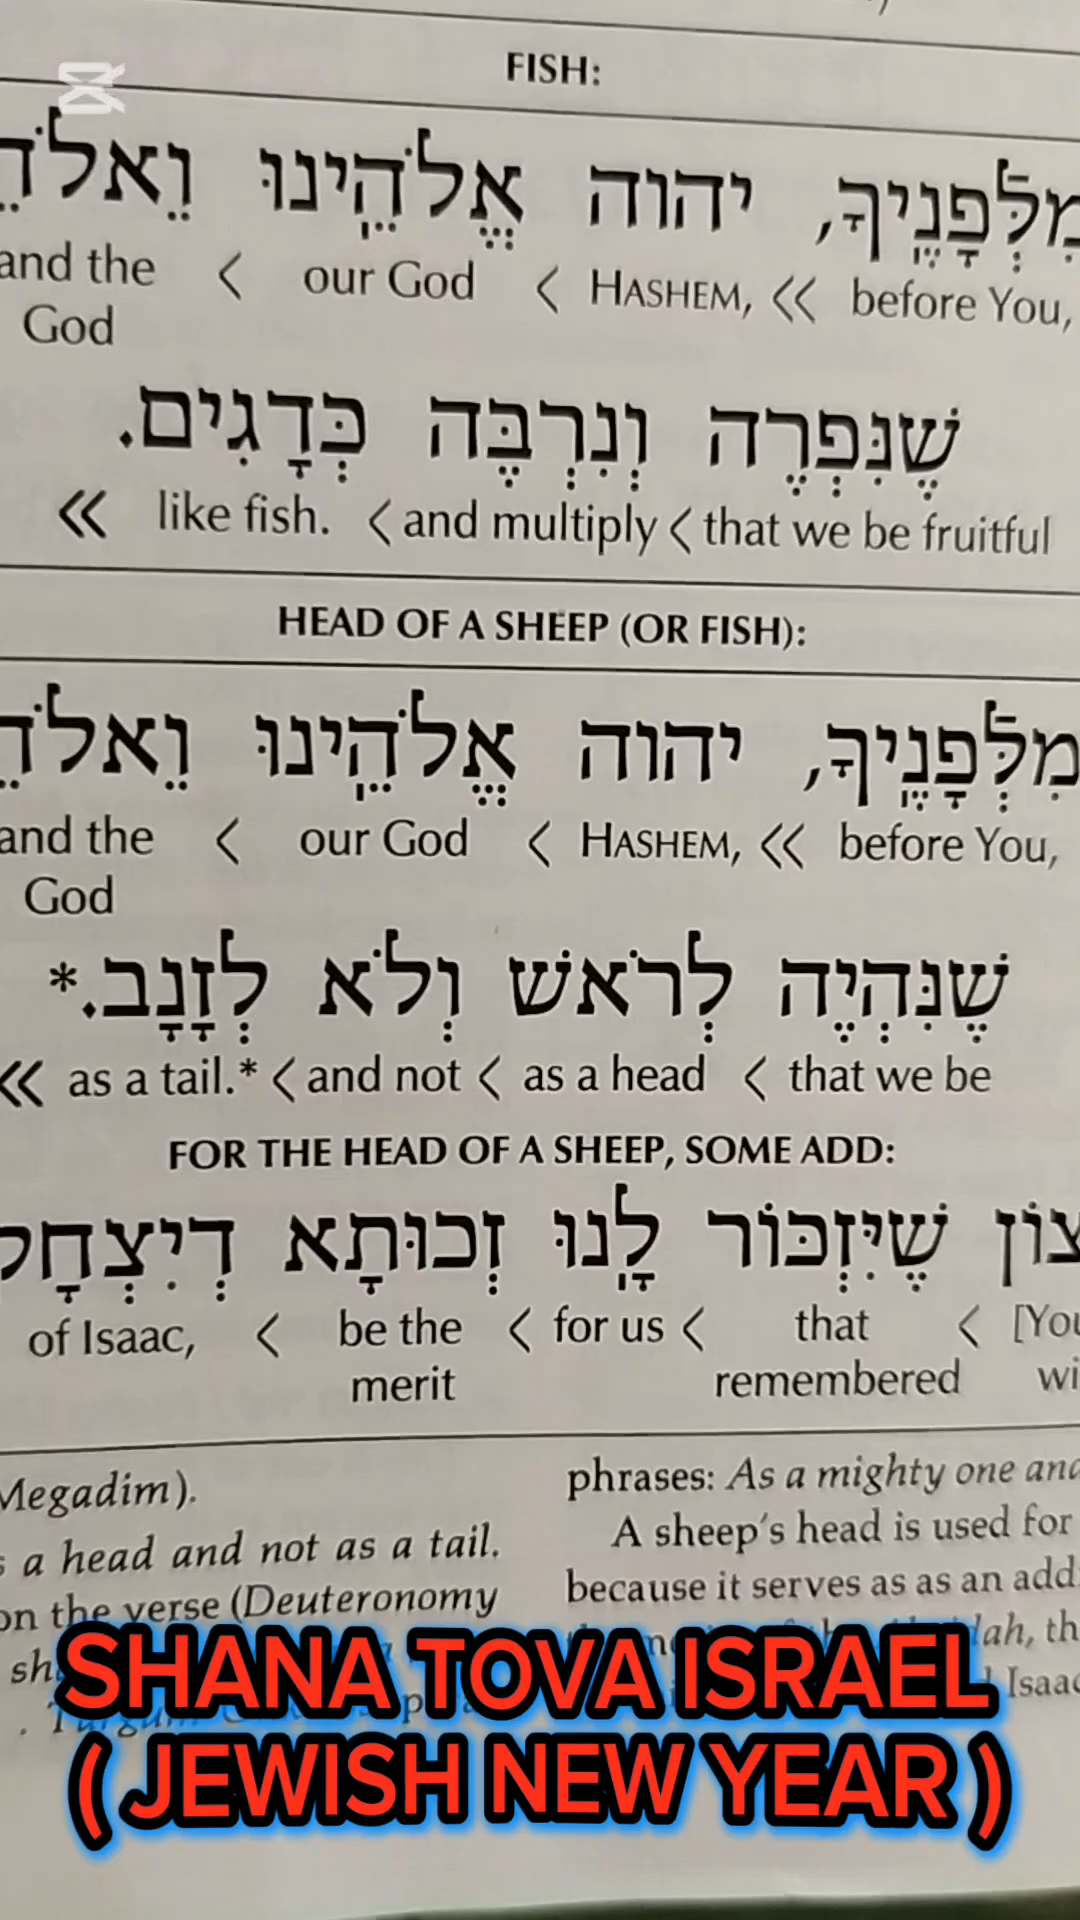 FISH:
מִלְּפָנֶיךָ, יהוה אֱלֹהֵינוּ
and the < our God < HASHEM, << before You,
God
שֶׁנִּפְרֶה וְנִרְבֶּה כְּדָגִים.
<< like fish. < and multiply < that we be fruitful
HEAD OF A SHEEP (OR FISH):
מִלְּפָנֶיךָ, יהוה אֱלֹהֵינוּ
and the < our God < HASHEM, << before You,
God
שֶׁנִּהְיֶה לְרֹאשׁ וְלֹא לְזָנָב.*
<< as a tail.* < and not < as a head < that we be
FOR THE HEAD OF A SHEEP, SOME ADD:
שֶׁיִּזְכּוֹר לָנוּ זְכוּתָא דְיִצְחָק
of Isaac, < be the < for us < that < [You
merit remembered
Megadim).
a head and not as a tail.
on the verse (Deuteronomy
phrases: As a mighty one and
A sheep's head is used for
because it serves as as an
Isaac
SHANA TOVA ISRAEL
( JEWISH NEW YEAR )